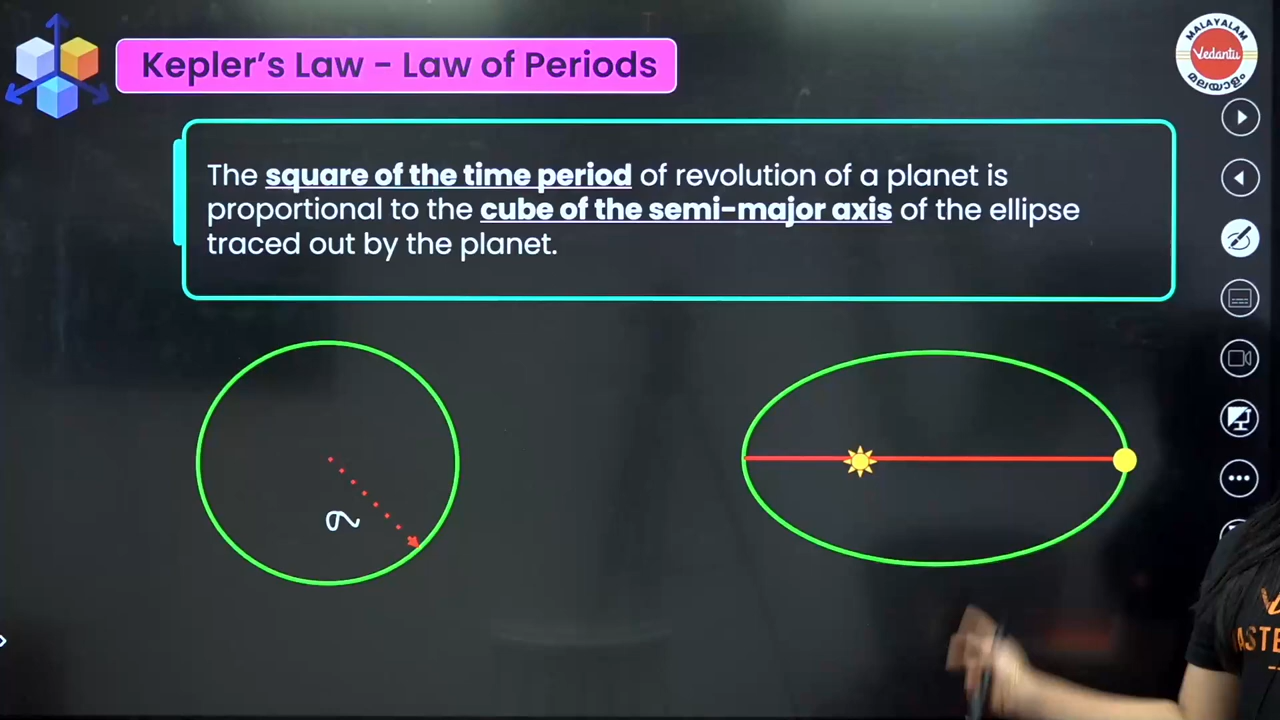 Kepler's Law - Law of Periods
MALAYALAM
Vedantu
മലയാളം
The square of the time period of revolution of a planet is
proportional to the cube of the semi-major axis of the ellipse
traced out by the planet.